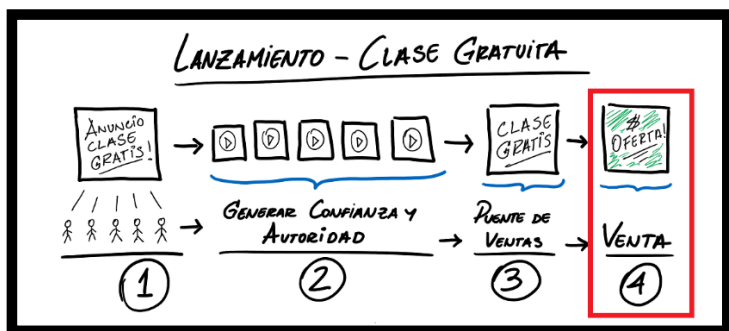 LANZAMIENTO - CLASE GRATUITA
ANUNCIO
CLASE
GRATIS!
CLASE
GRATIS
$
OFERTA!
GENERAR CONFIANZA Y
AUTORIDAD
PUENTE DE
VENTAS
VENTA
1
2
3
4